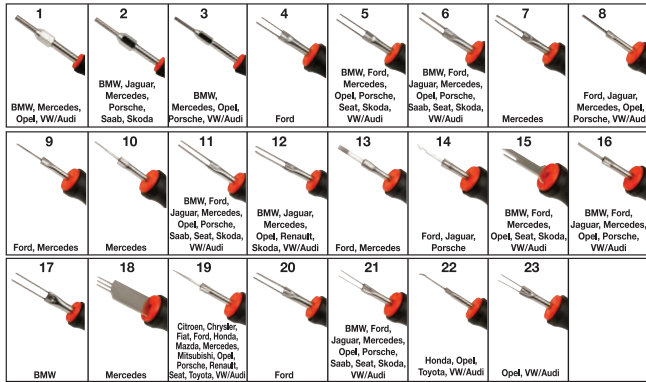 1
BMW, Mercedes,
Opel, VW/Audi
2
BMW, Jaguar,
Mercedes,
Porsche,
Saab, Skoda
3
BMW,
Mercedes, Opel,
Porsche, VW/Audi
4
Ford
5
BMW, Ford,
Mercedes,
Opel, Porsche,
Seat, Skoda,
VW/Audi
6
BMW, Ford,
Jaguar, Mercedes,
Opel, Porsche,
Saab, Seat, Skoda,
VW/Audi
7
Mercedes
8
Ford, Jaguar,
Mercedes, Opel,
Porsche, VW/Audi
9
Ford, Mercedes
10
Mercedes
11
BMW, Ford,
Jaguar, Mercedes,
Opel, Porsche,
Saab, Seat, Skoda,
VW/Audi
12
BMW, Jaguar,
Mercedes,
Opel, Renault,
Skoda, VW/Audi
13
Ford, Mercedes
14
Ford, Jaguar,
Porsche
15
BMW, Ford,
Mercedes,
Opel, Seat, Skoda,
VW/Audi
16
BMW, Ford,
Jaguar, Mercedes,
Opel, Porsche,
VW/Audi
17
BMW
18
Mercedes
19
Citroen, Chrysler,
Fiat, Ford, Honda,
Mazda, Mercedes,
Mitsubishi, Opel,
Porsche, Renault,
Seat, Toyota, VW/Audi
20
Ford
21
BMW, Ford,
Jaguar, Mercedes,
Opel, Porsche,
Saab, Seat, Skoda,
VW/Audi
22
Honda, Opel,
Toyota, VW/Audi
23
Opel, VW/Audi